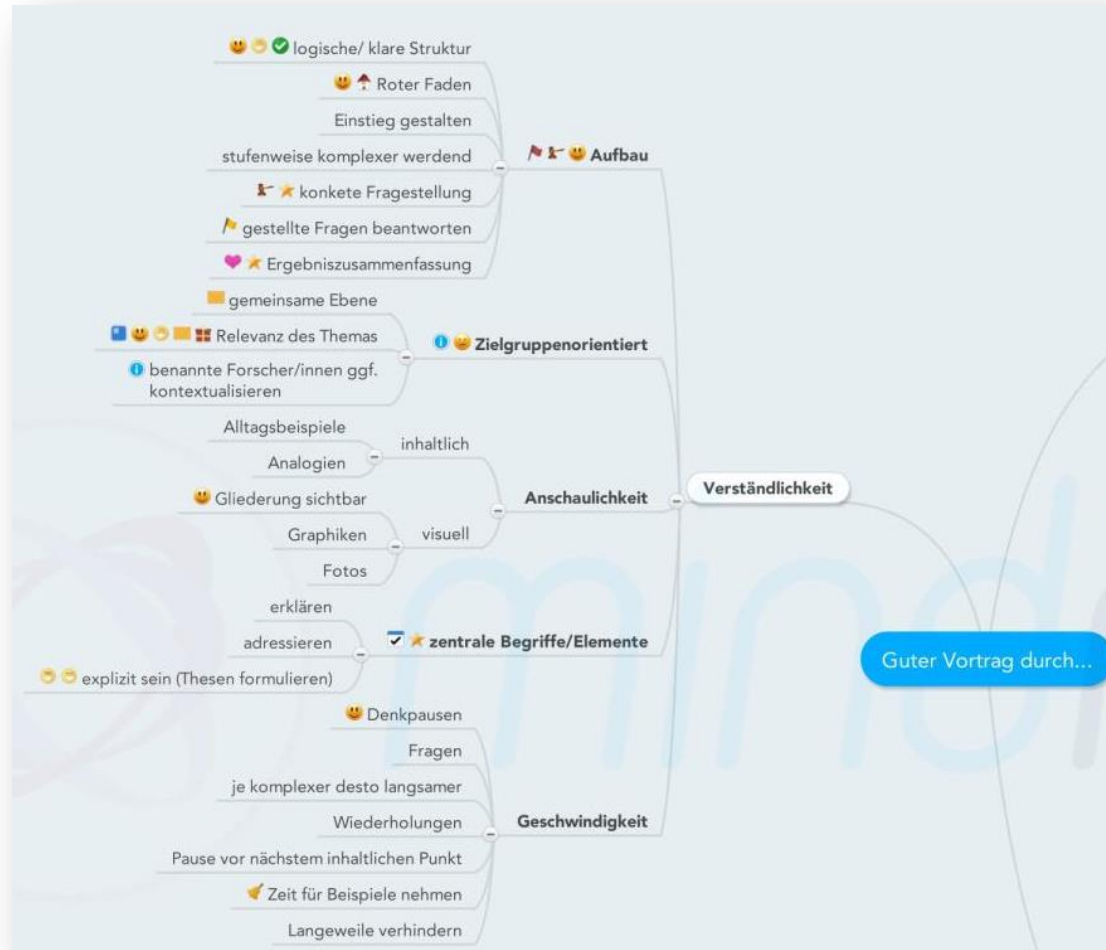 logische/ klare Struktur
Roter Faden
Einstieg gestalten
stufenweise komplexer werdend
konkete Fragestellung
gestellte Fragen beantworten
Ergebniszusammenfassung
Aufbau
gemeinsame Ebene
Relevanz des Themas
benannte Forscher/innen ggf.
kontextualisieren
Zielgruppenorientiert
Alltagsbeispiele
Analogien
inhaltlich
Gliederung sichtbar
Graphiken
Fotos
visuell
Anschaulichkeit
erklären
adressieren
explizit sein (Thesen formulieren)
zentrale Begriffe/Elemente
Denkpausen
Fragen
je komplexer desto langsamer
Wiederholungen
Pause vor nächstem inhaltlichen Punkt
Zeit für Beispiele nehmen
Langeweile verhindern
Geschwindigkeit
Verständlichkeit
Guter Vortrag durch...
mind